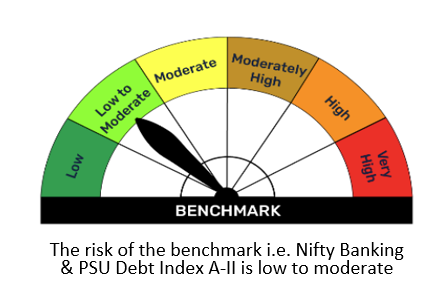 Low
Low to
Moderate
Moderate
Moderately
High
High
Very
High
BENCHMARK
The risk of the benchmark i.e. Nifty Banking
& PSU Debt Index A-II is low to moderate